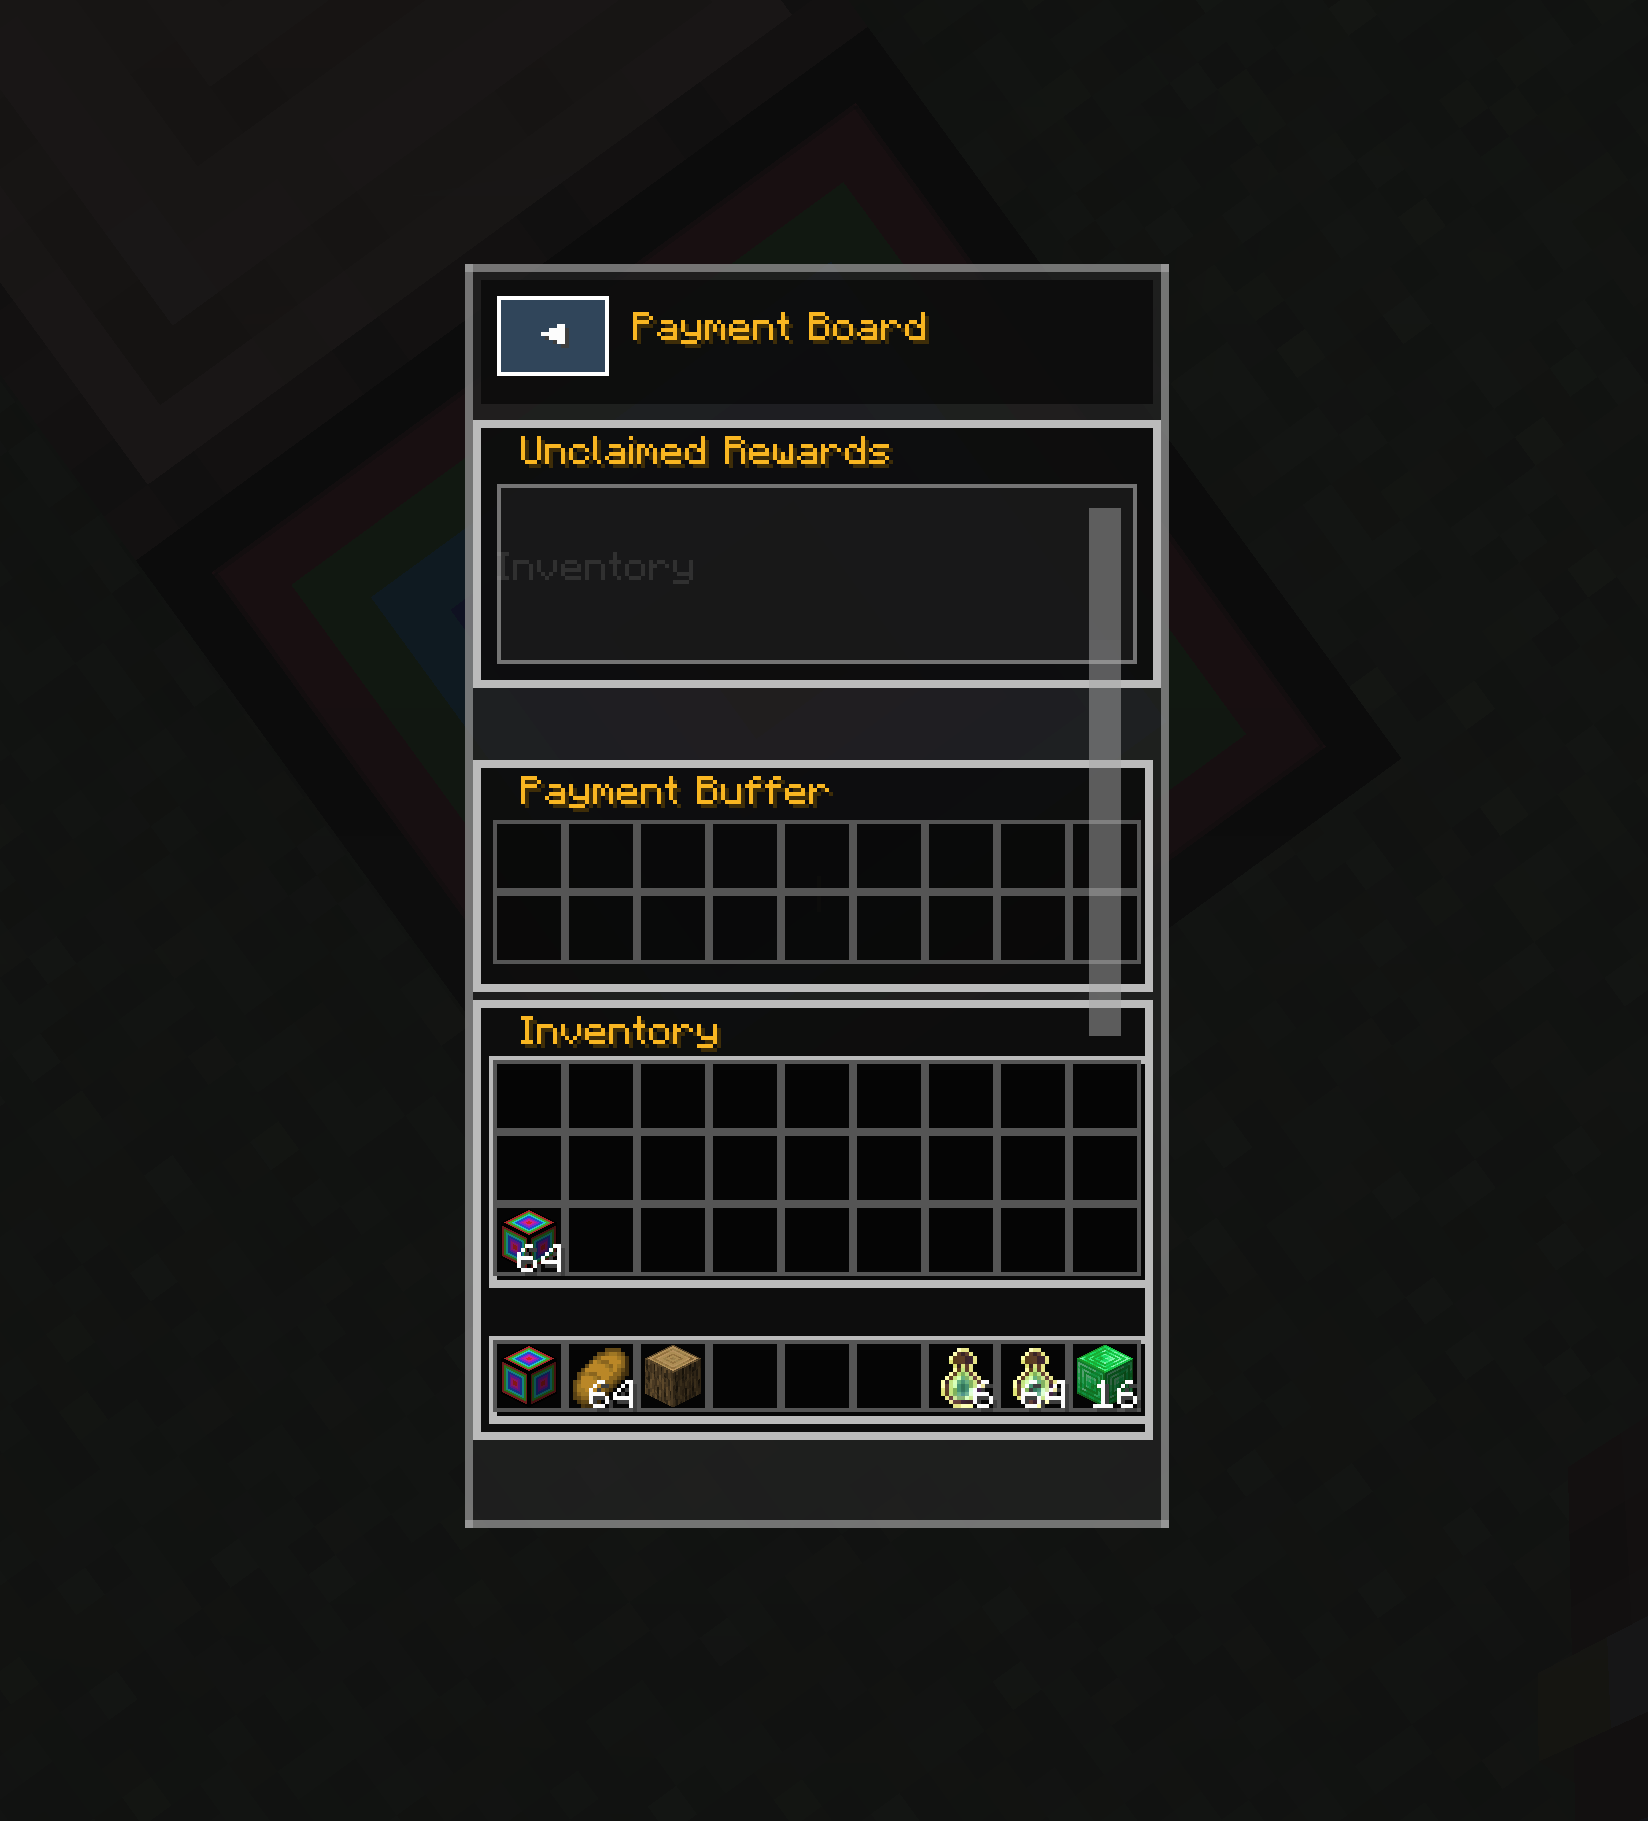 Payment Board
Unclaimed Rewards
Inventory
Payment Buffer
Inventory
64
64 6 64 16